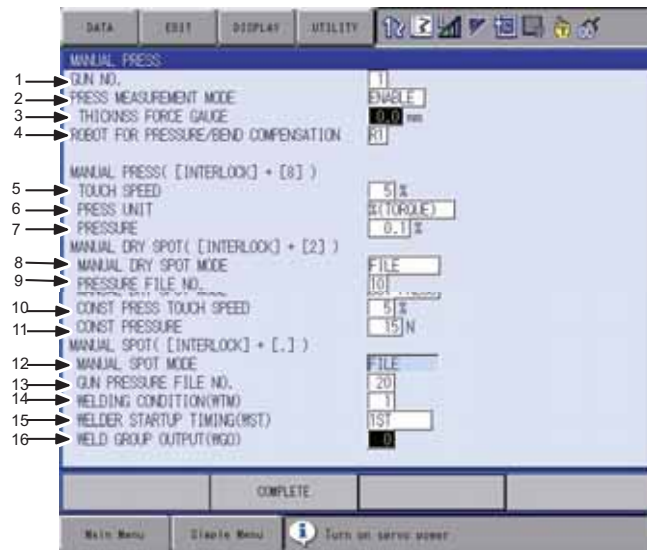 DATA EDIT DISPLAY UTILITY
MANUAL PRESS
1 GUN NO. 1
2 PRESS MEASUREMENT MODE ENABLE
3 THICKNSS FORCE GAUGE 0.0 mm
4 ROBOT FOR PRESSURE/BEND COMPENSATION R1
MANUAL PRESS( [INTERLOCK] + [8] )
5 TOUCH SPEED 5 %
6 PRESS UNIT %(TORQUE)
7 PRESSURE 0.1 %
MANUAL DRY SPOT( [INTERLOCK] + [2] )
8 MANUAL DRY SPOT MODE FILE
9 PRESSURE FILE NO. 10
10 CONST PRESS TOUCH SPEED 5 %
11 CONST PRESSURE 15 N
MANUAL SPOT( [INTERLOCK] + [.] )
12 MANUAL SPOT MODE FILE
13 GUN PRESSURE FILE NO. 20
14 WELDING CONDITION(WTM) 1
15 WELDER STARTUP TIMING(WST) 1ST
16 WELD GROUP OUTPUT(WGO) 0
COMPLETE
Main Menu Simple Menu Turn on servo power